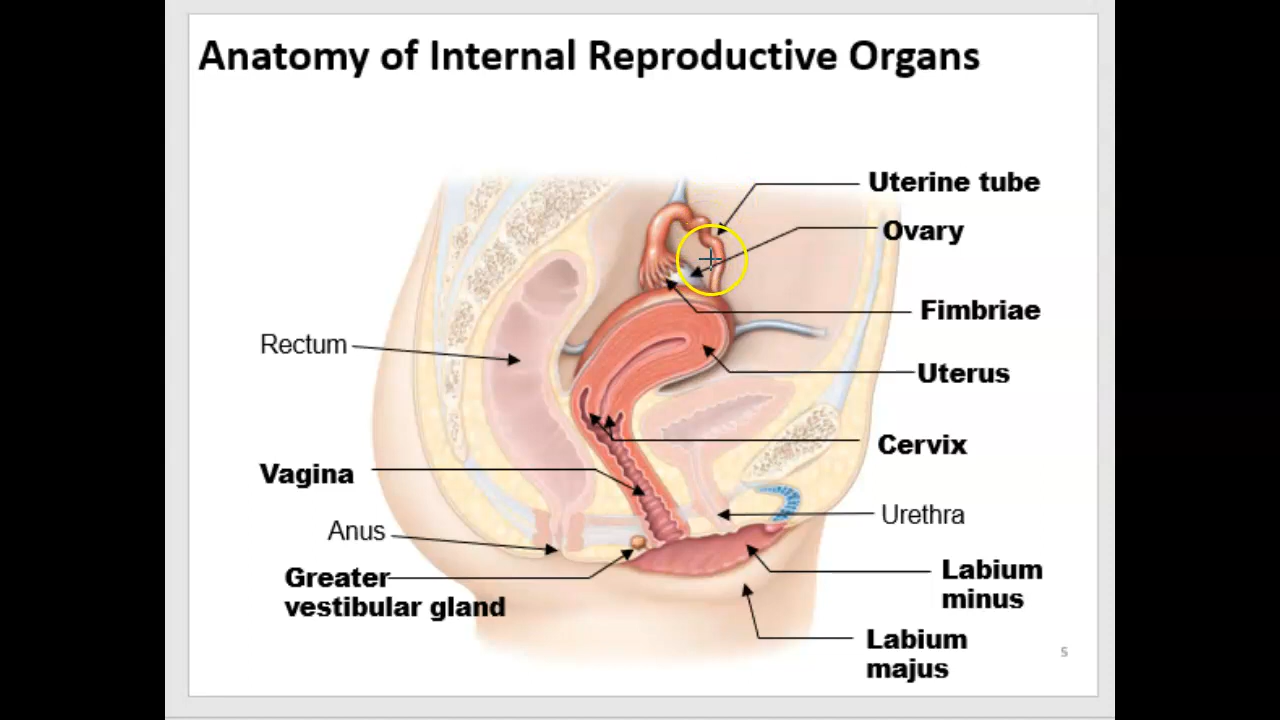 Anatomy of Internal Reproductive Organs
Uterine tube
Ovary
Fimbriae
Rectum
Uterus
Cervix
Vagina
Urethra
Anus
Greater
vestibular gland
Labium
minus
Labium
majus
5